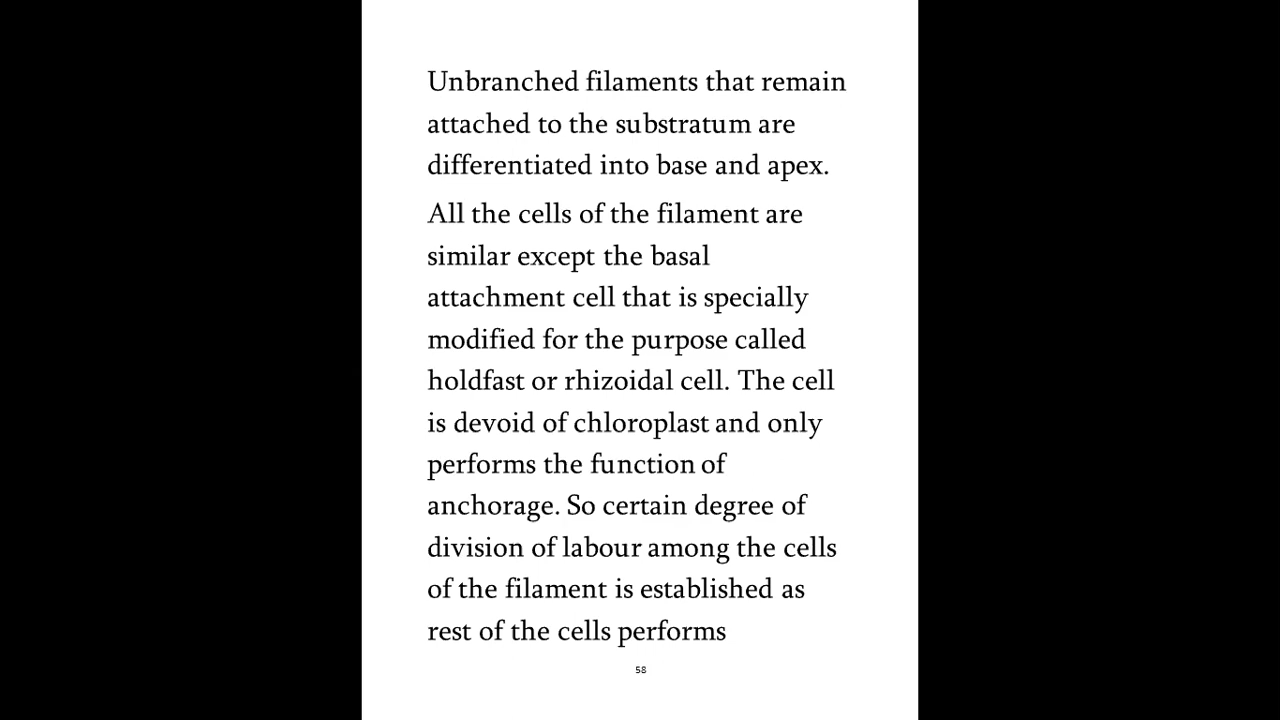 Unbranched filaments that remain
attached to the substratum are
differentiated into base and apex.
All the cells of the filament are
similar except the basal
attachment cell that is specially
modified for the purpose called
holdfast or rhizoidal cell. The cell
is devoid of chloroplast and only
performs the function of
anchorage. So certain degree of
division of labour among the cells
of the filament is established as
rest of the cells performs
58